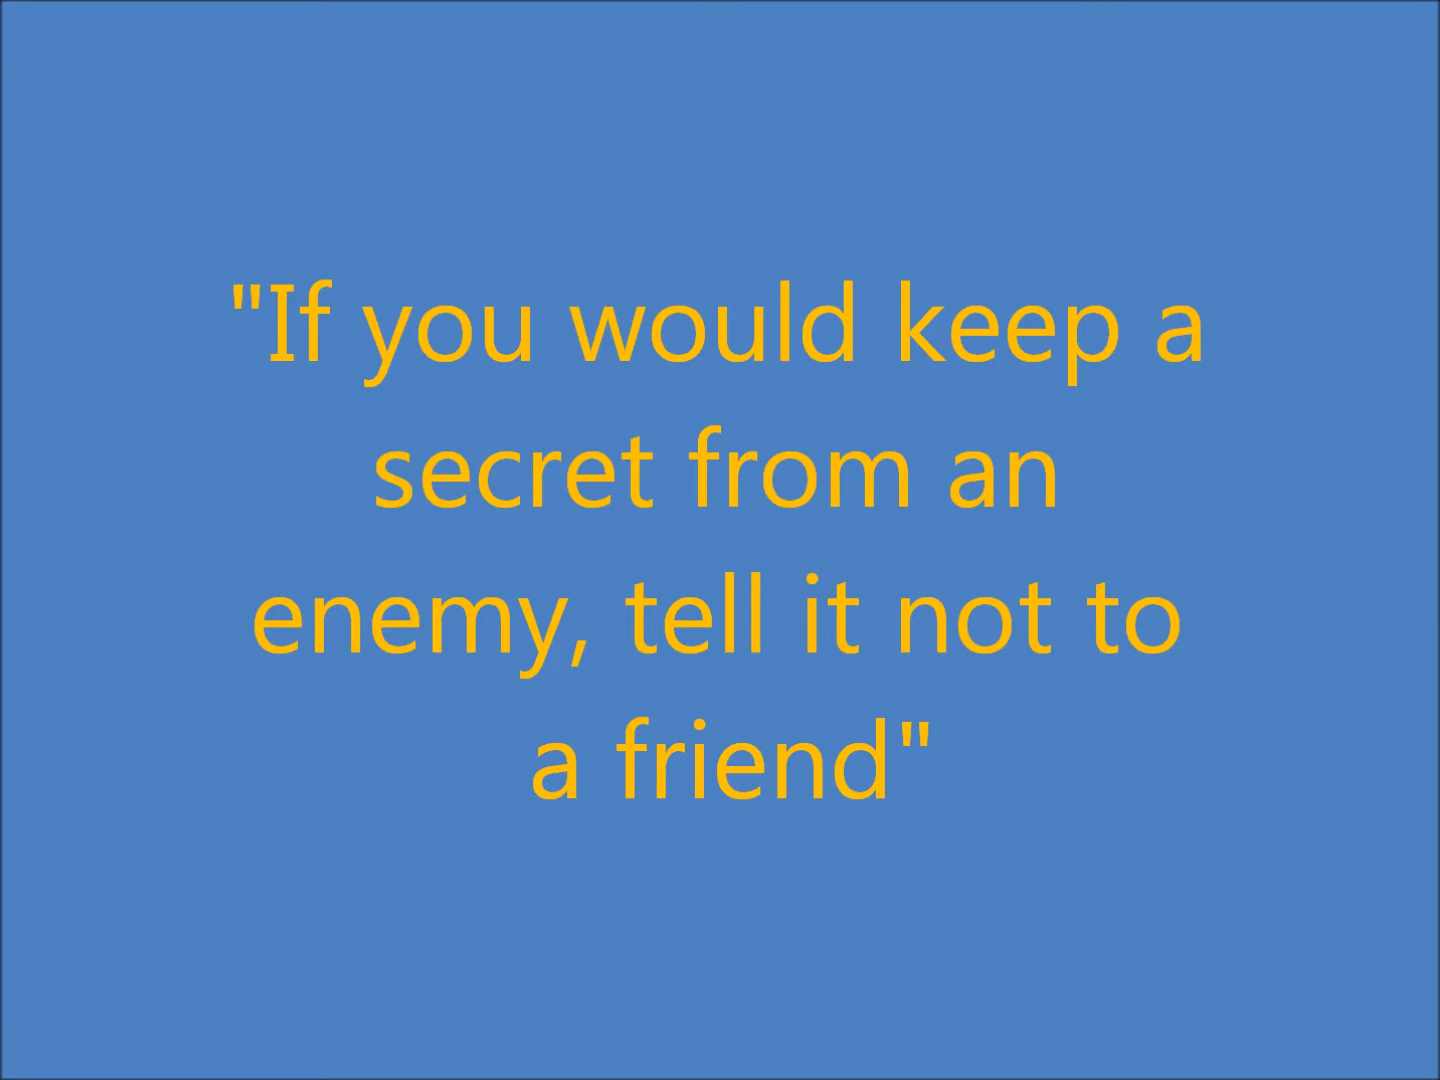 "If you would keep a
secret from an
enemy, tell it not to
a friend"